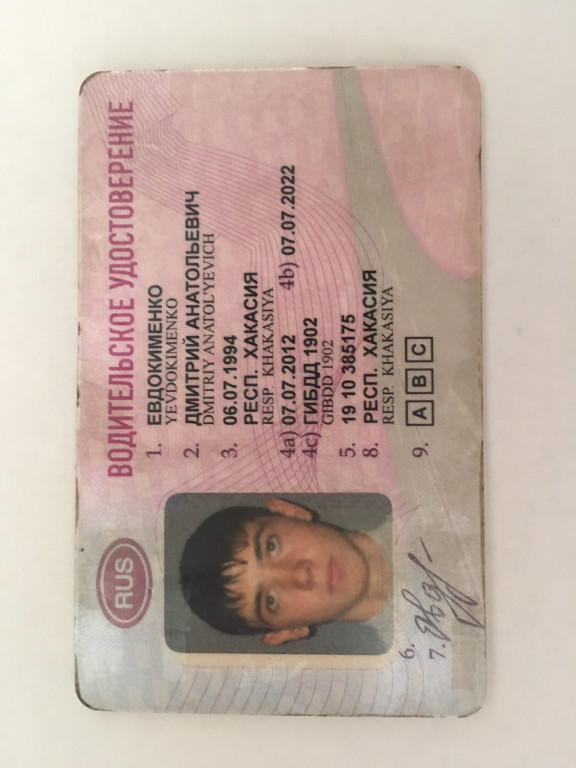 ВОДИТЕЛЬСКОЕ УДОСТОВЕРЕНИЕ
RUS
1. ЕВДОКИМЕНКО
YEVDOKIMENKO
2. ДМИТРИЙ АНАТОЛЬЕВИЧ
DMITRIY ANATOL'YEVICH
3. 06.07.1994
РЕСП. ХАКАСИЯ
RESP. KHAKASIYA
4a) 07.07.2012 4b) 07.07.2022
4c) ГИБДД 1902
GIBDD 1902
5. 19 10 385175
8. РЕСП. ХАКАСИЯ
RESP. KHAKASIYA
9. A B C
6.
7.